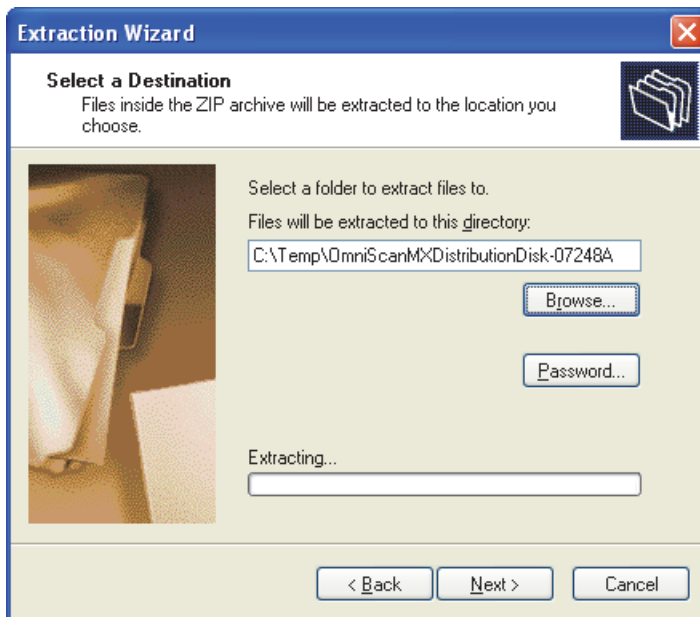 Extraction Wizard
Select a Destination
Files inside the ZIP archive will be extracted to the location you
choose.
Select a folder to extract files to.
Files will be extracted to this directory:
C:\Temp\OmniScanMXDistributionDisk-07248A
Browse...
Password...
Extracting...
< Back
Next >
Cancel